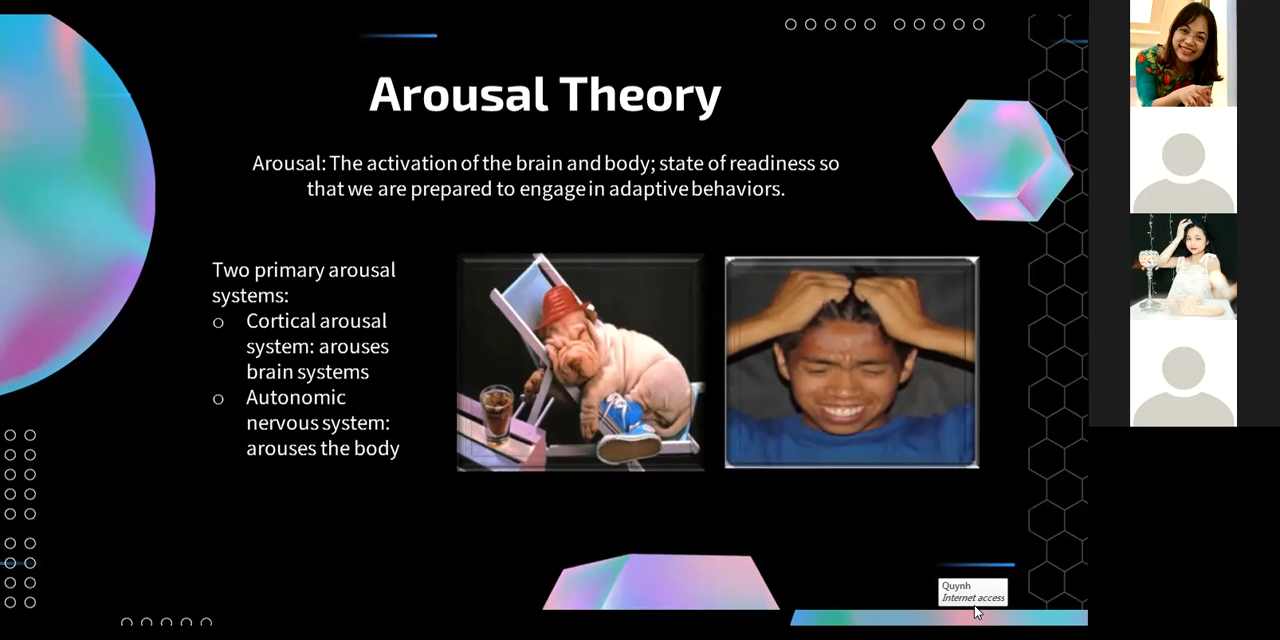 Arousal Theory
Arousal: The activation of the brain and body; state of readiness so
that we are prepared to engage in adaptive behaviors.
Two primary arousal
systems:
Cortical arousal
system: arouses
brain systems
Autonomic
nervous system:
arouses the body
Quynh
Internet access